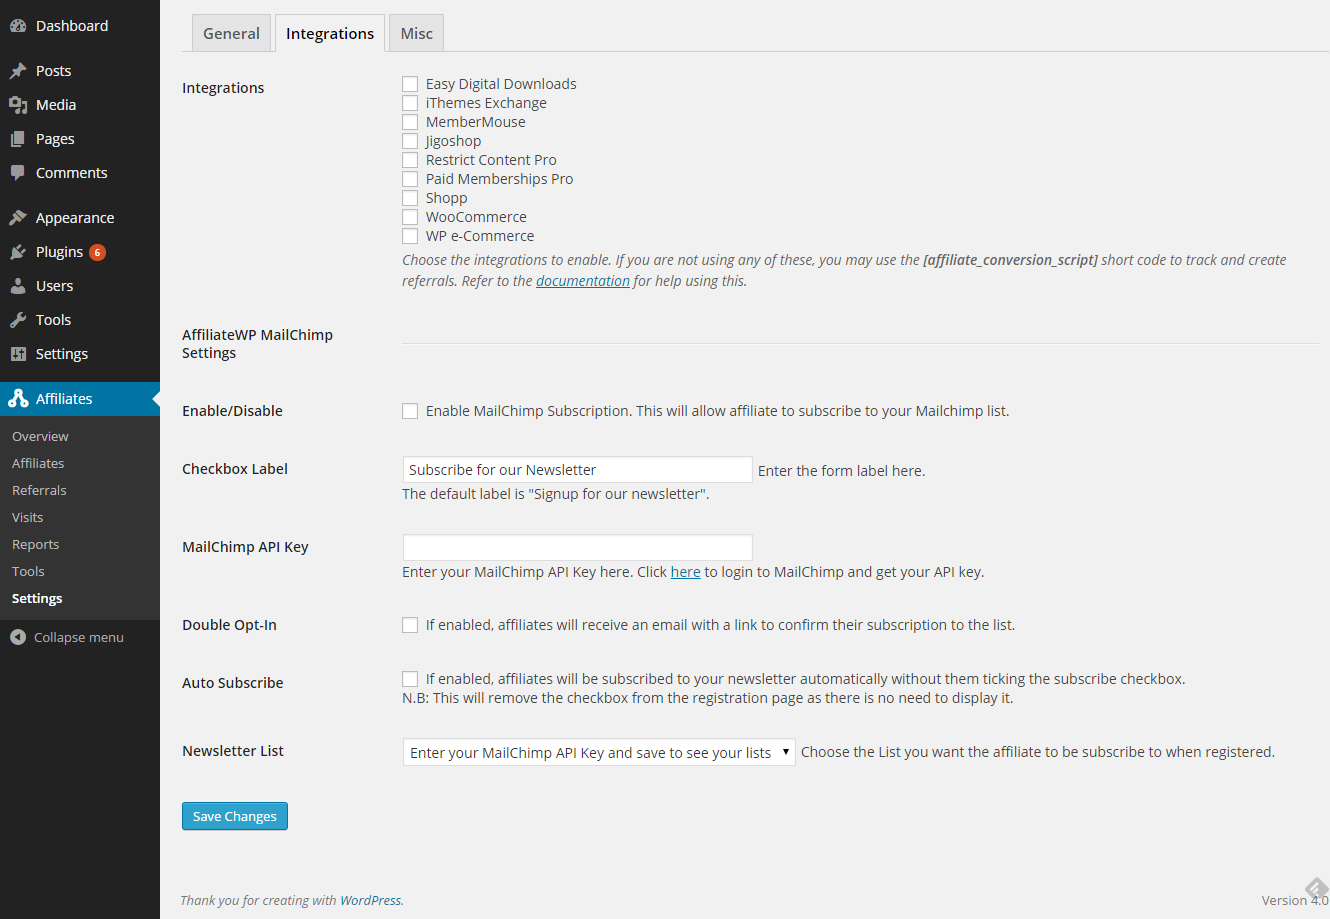 Dashboard
Posts
Media
Pages
Comments
Appearance
Plugins 6
Users
Tools
Settings
Affiliates
Overview
Affiliates
Referrals
Visits
Reports
Tools
Settings
Collapse menu
General Integrations Misc
Integrations
Easy Digital Downloads
iThemes Exchange
MemberMouse
Jigoshop
Restrict Content Pro
Paid Memberships Pro
Shopp
WooCommerce
WP e-Commerce
Choose the integrations to enable. If you are not using any of these, you may use the [affiliate_conversion_script] short code to track and create
referrals. Refer to the documentation for help using this.
AffiliateWP MailChimp
Settings
Enable/Disable
Enable MailChimp Subscription. This will allow affiliate to subscribe to your Mailchimp list.
Checkbox Label
Subscribe for our Newsletter Enter the form label here.
The default label is "Signup for our newsletter".
MailChimp API Key
Enter your MailChimp API Key here. Click here to login to MailChimp and get your API key.
Double Opt-In
If enabled, affiliates will receive an email with a link to confirm their subscription to the list.
Auto Subscribe
If enabled, affiliates will be subscribed to your newsletter automatically without them ticking the subscribe checkbox.
N.B: This will remove the checkbox from the registration page as there is no need to display it.
Newsletter List
Enter your MailChimp API Key and save to see your lists Choose the List you want the affiliate to be subscribe to when registered.
Save Changes
Thank you for creating with WordPress.
Version 4.0